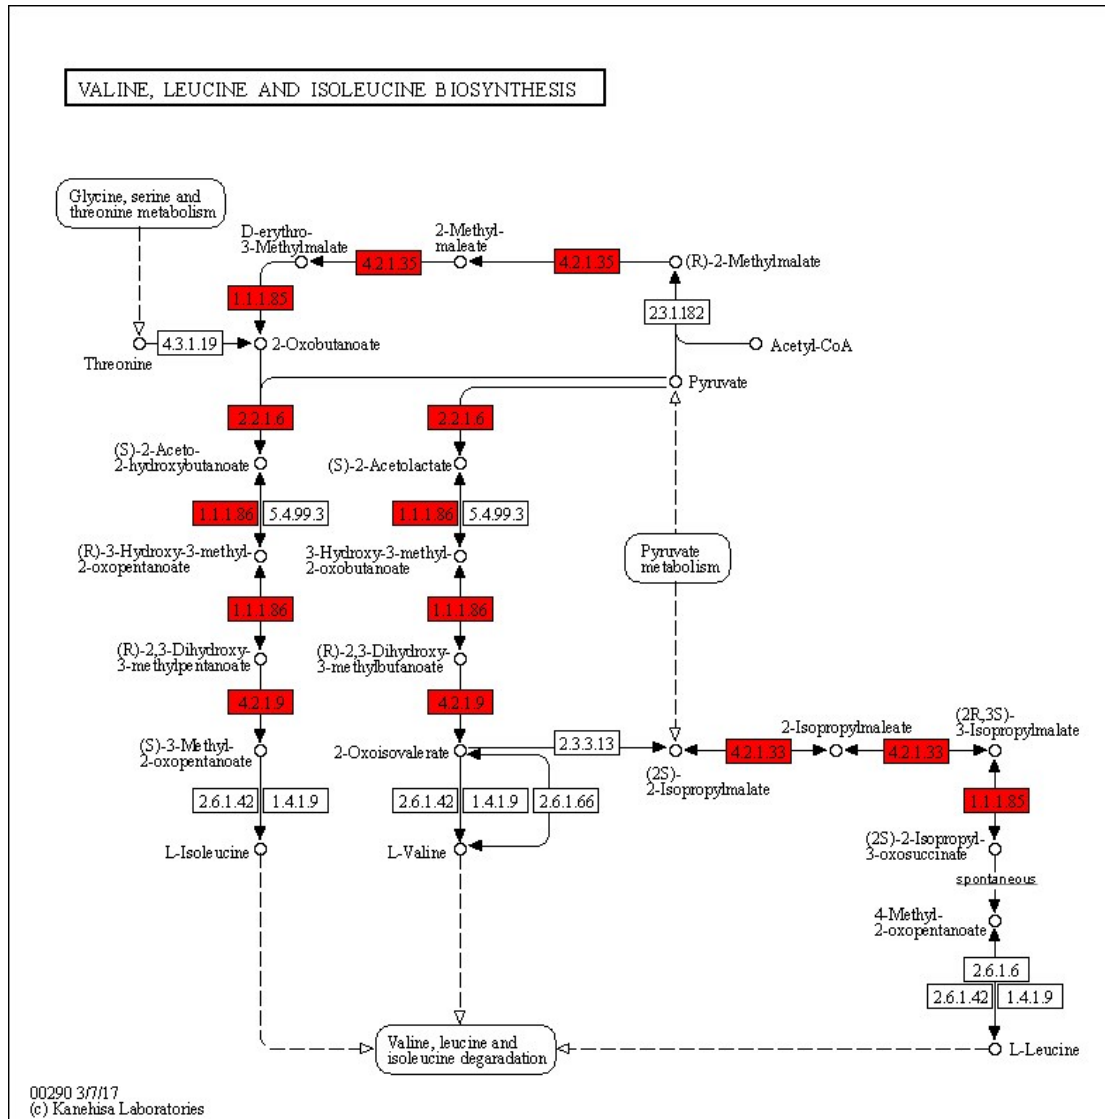 VALINE, LEUCINE AND ISOLEUCINE BIOSYNTHESIS
Glycine, serine and
threonine metabolism
D-erythro-
3-Methylmalate
2-Methyl-
maleate
4.2.1.35
4.2.1.35
(R)-2-Methylmalate
1.1.1.85
2.3.1.182
4.3.1.19
2-Oxobutanoate
Acetyl-CoA
Threonine
Pyruvate
2.2.1.6
2.2.1.6
(S)-2-Aceto-
2-hydroxybutanoate
(S)-2-Acetolactate
1.1.1.86
5.4.99.3
1.1.1.86
5.4.99.3
(R)-3-Hydroxy-3-methyl-
2-oxopentanoate
3-Hydroxy-3-methyl-
2-oxobutanoate
Pyruvate
metabolism
1.1.1.86
1.1.1.86
(R)-2,3-Dihydroxy-
3-methylpentanoate
(R)-2,3-Dihydroxy-
3-methylbutanoate
4.2.1.9
4.2.1.9
(S)-3-Methyl-
2-oxopentanoate
2-Oxoisovalerate
2.3.3.13
(2S)-
2-Isopropylmalate
4.2.1.33
2-Isopropylmaleate
4.2.1.33
(2R,3S)-
3-Isopropylmalate
2.6.1.42
1.4.1.9
2.6.1.42
1.4.1.9
2.6.1.66
1.1.1.85
L-Isoleucine
L-Valine
(2S)-2-Isopropyl-
3-oxosuccinate
spontaneous
4-Methyl-
2-oxopentanoate
2.6.1.6
2.6.1.42
1.4.1.9
Valine, leucine and
isoleucine degaradation
L-Leucine
00290 3/7/17
(c) Kanehisa Laboratories